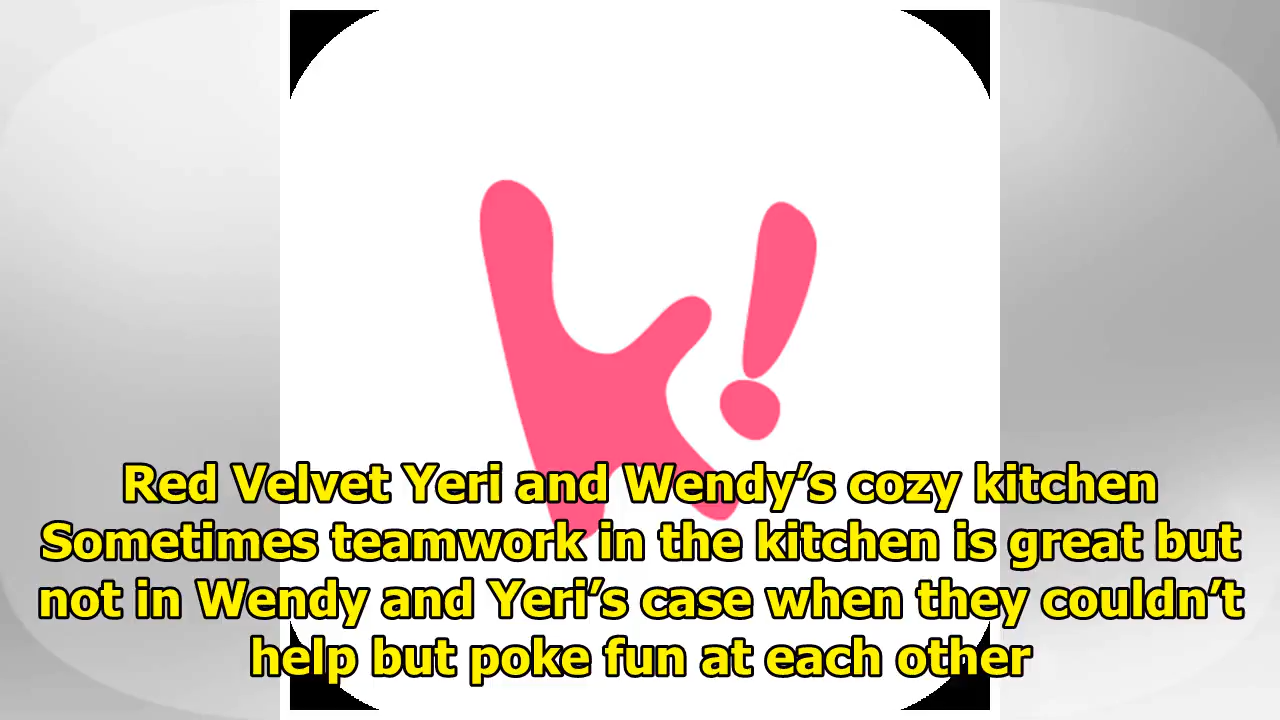 k!
Red Velvet Yeri and Wendy’s cozy kitchen
Sometimes teamwork in the kitchen is great but
not in Wendy and Yeri’s case when they couldn’t
help but poke fun at each other